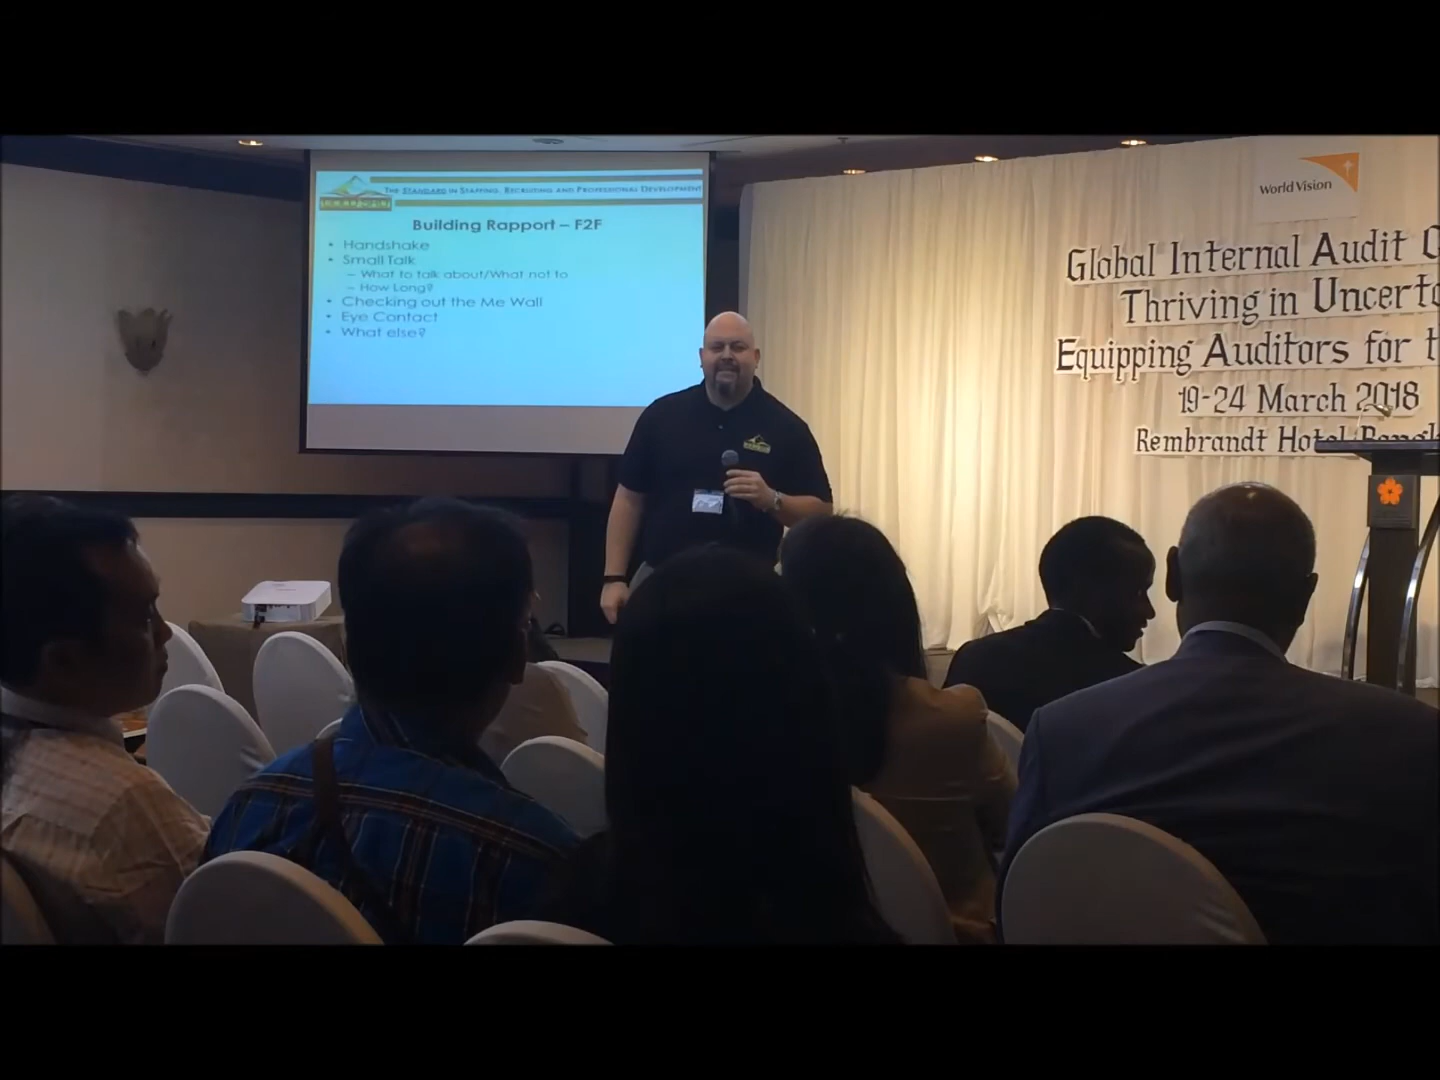 THE STANDARD IN STAFFING, RECRUITING AND PROFESSIONAL DEVELOPMENT
Building Rapport – F2F
• Handshake
• Small Talk
– What to talk about/What not to
– How Long?
• Checking out the Me Wall
• Eye Contact
• What else?
World Vision
Global Internal Audit C
Thriving in Uncerta
Equipping Auditors for t
19-24 March 2018
Rembrandt Hotel